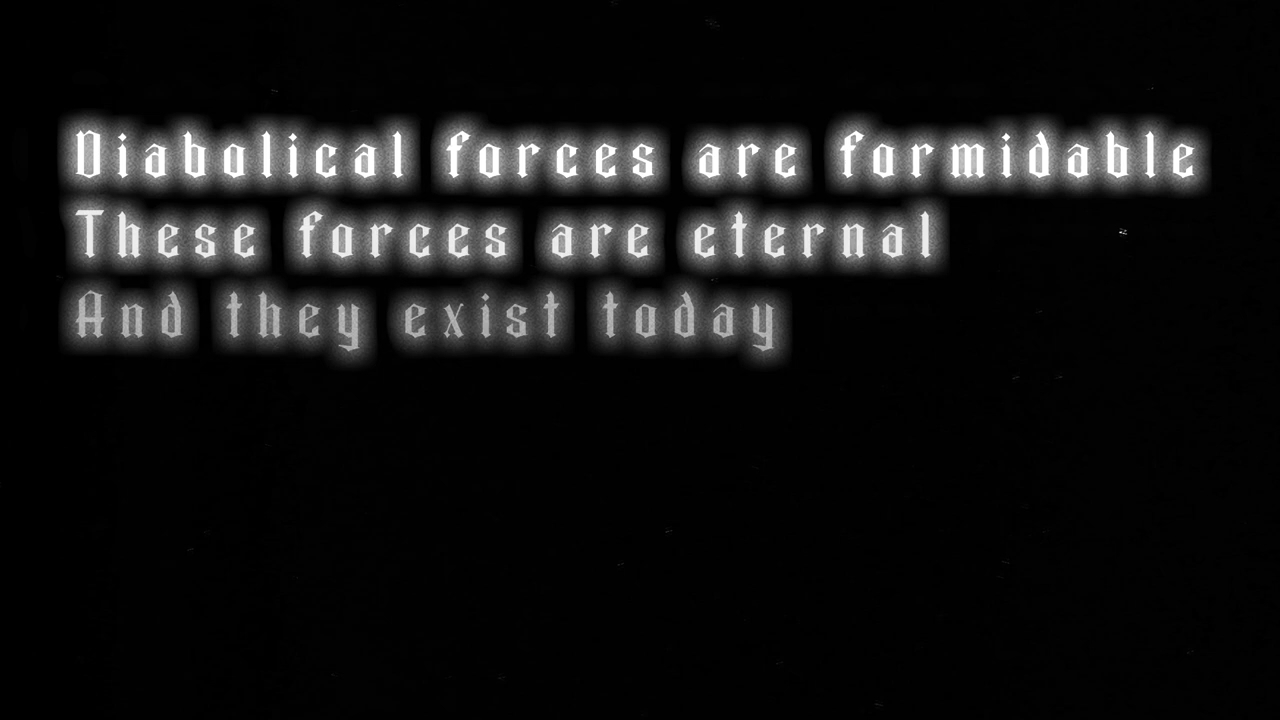 Diabolical forces are formidable
These forces are eternal
And they exist today